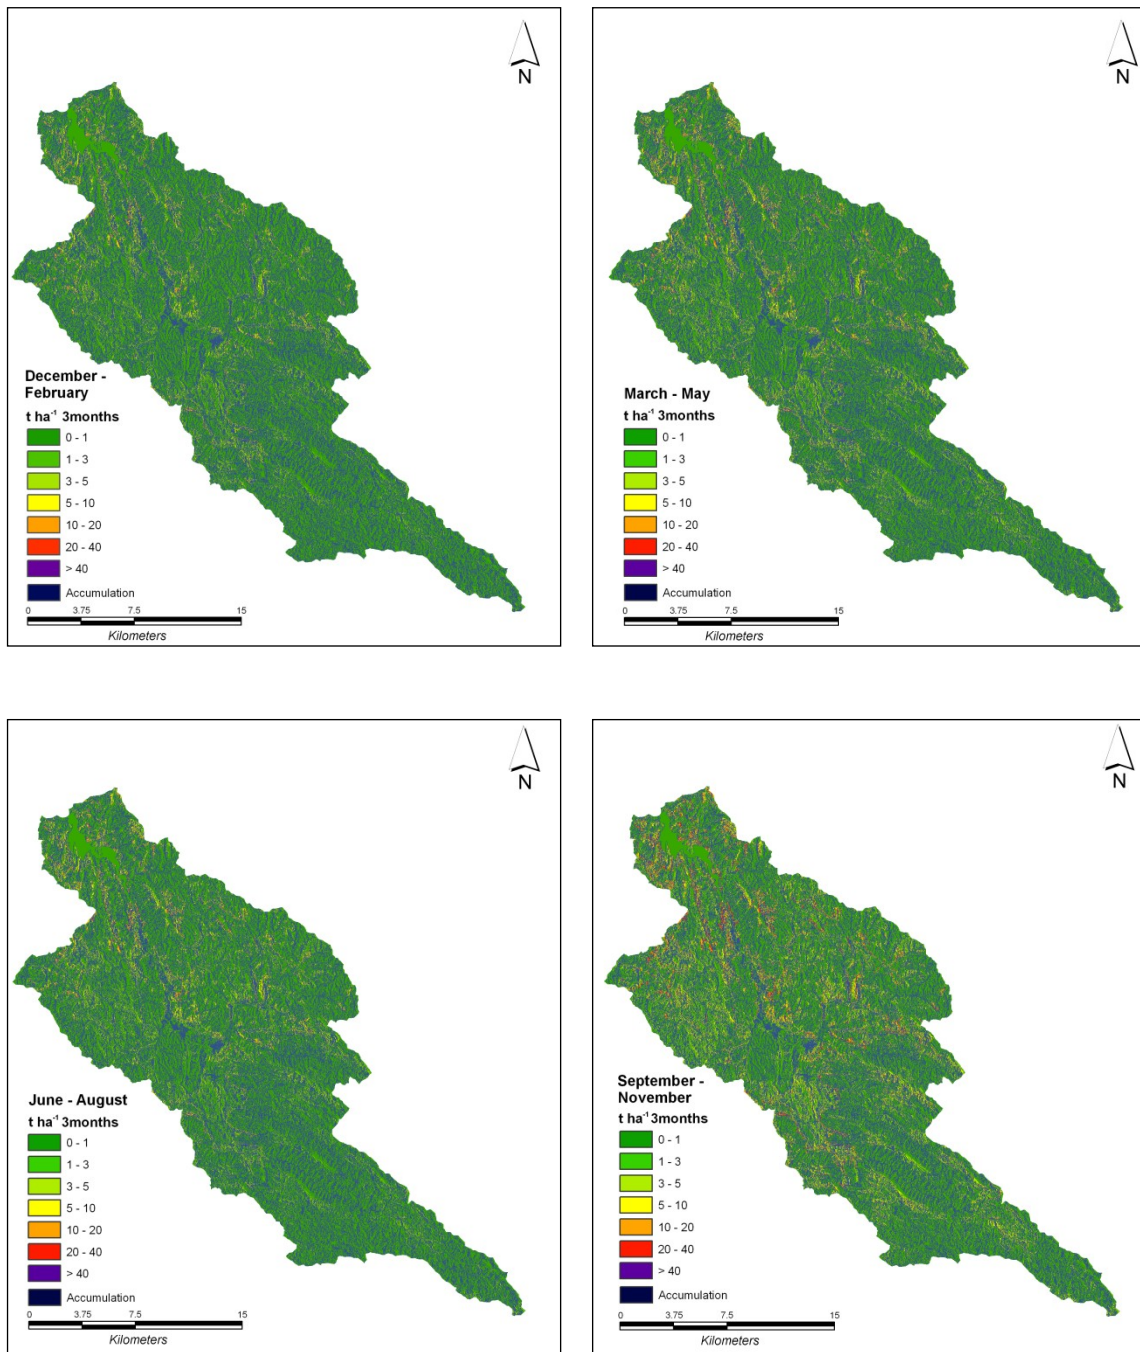 N
December -
February
t ha⁻¹ 3months
0 - 1
1 - 3
3 - 5
5 - 10
10 - 20
20 - 40
> 40
Accumulation
0 3.75 7.5 15
Kilometers
N
March - May
t ha⁻¹ 3months
0 - 1
1 - 3
3 - 5
5 - 10
10 - 20
20 - 40
> 40
Accumulation
0 3.75 7.5 15
Kilometers
N
June - August
t ha⁻¹ 3months
0 - 1
1 - 3
3 - 5
5 - 10
10 - 20
20 - 40
> 40
Accumulation
0 3.75 7.5 15
Kilometers
N
September -
November
t ha⁻¹ 3months
0 - 1
1 - 3
3 - 5
5 - 10
10 - 20
20 - 40
> 40
Accumulation
0 3.75 7.5 15
Kilometers